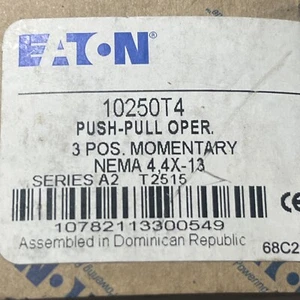 EATON
10250T4
PUSH-PULL OPER.
3 POS. MOMENTARY
NEMA 4,4X-13
SERIES A2 T2515
10782113300549
Assembled in Dominican Republic 68C2